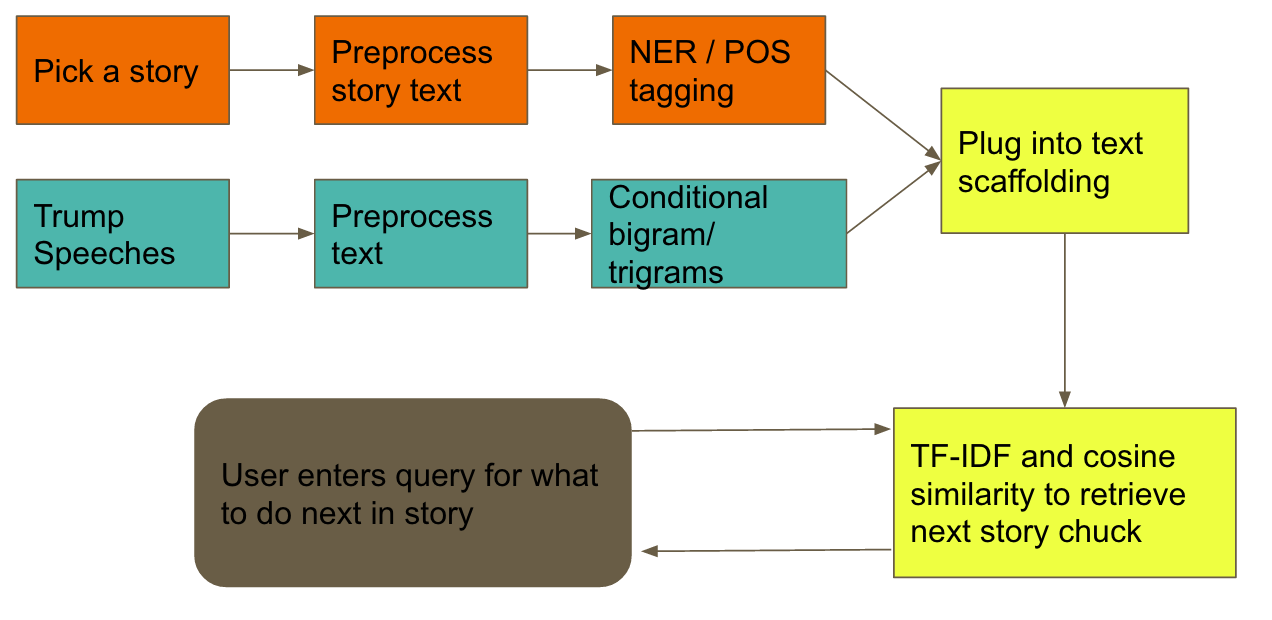 Pick a story
Preprocess
story text
NER / POS
tagging
Plug into text
scaffolding
Trump
Speeches
Preprocess
text
Conditional
bigram/
trigrams
User enters query for what
to do next in story
TF-IDF and cosine
similarity to retrieve
next story chuck